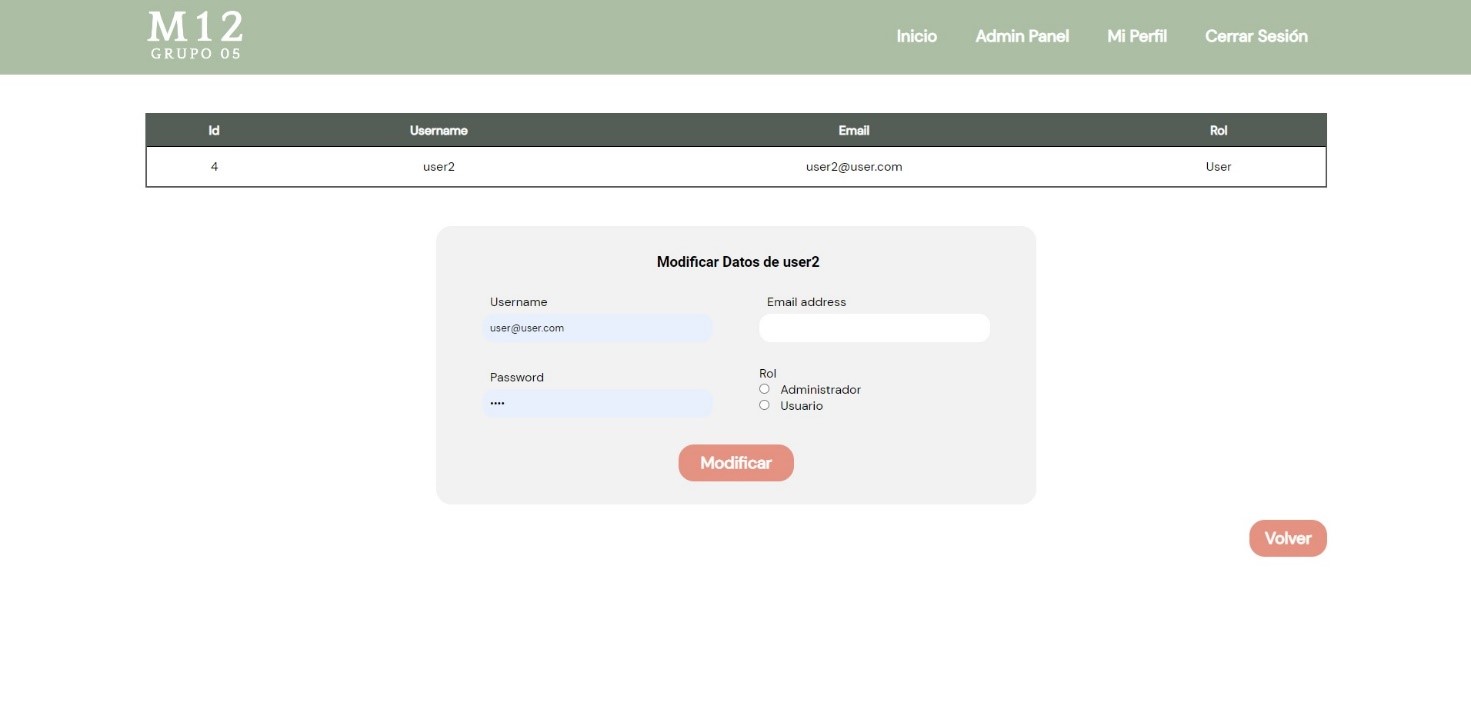 M12
GRUPO 05
Inicio Admin Panel Mi Perfil Cerrar Sesión
Id Username Email Rol
4 user2 user2@user.com User
Modificar Datos de user2
Username Email address
user@user.com
Password Rol
•••• Administrador
Usuario
Modificar
Volver